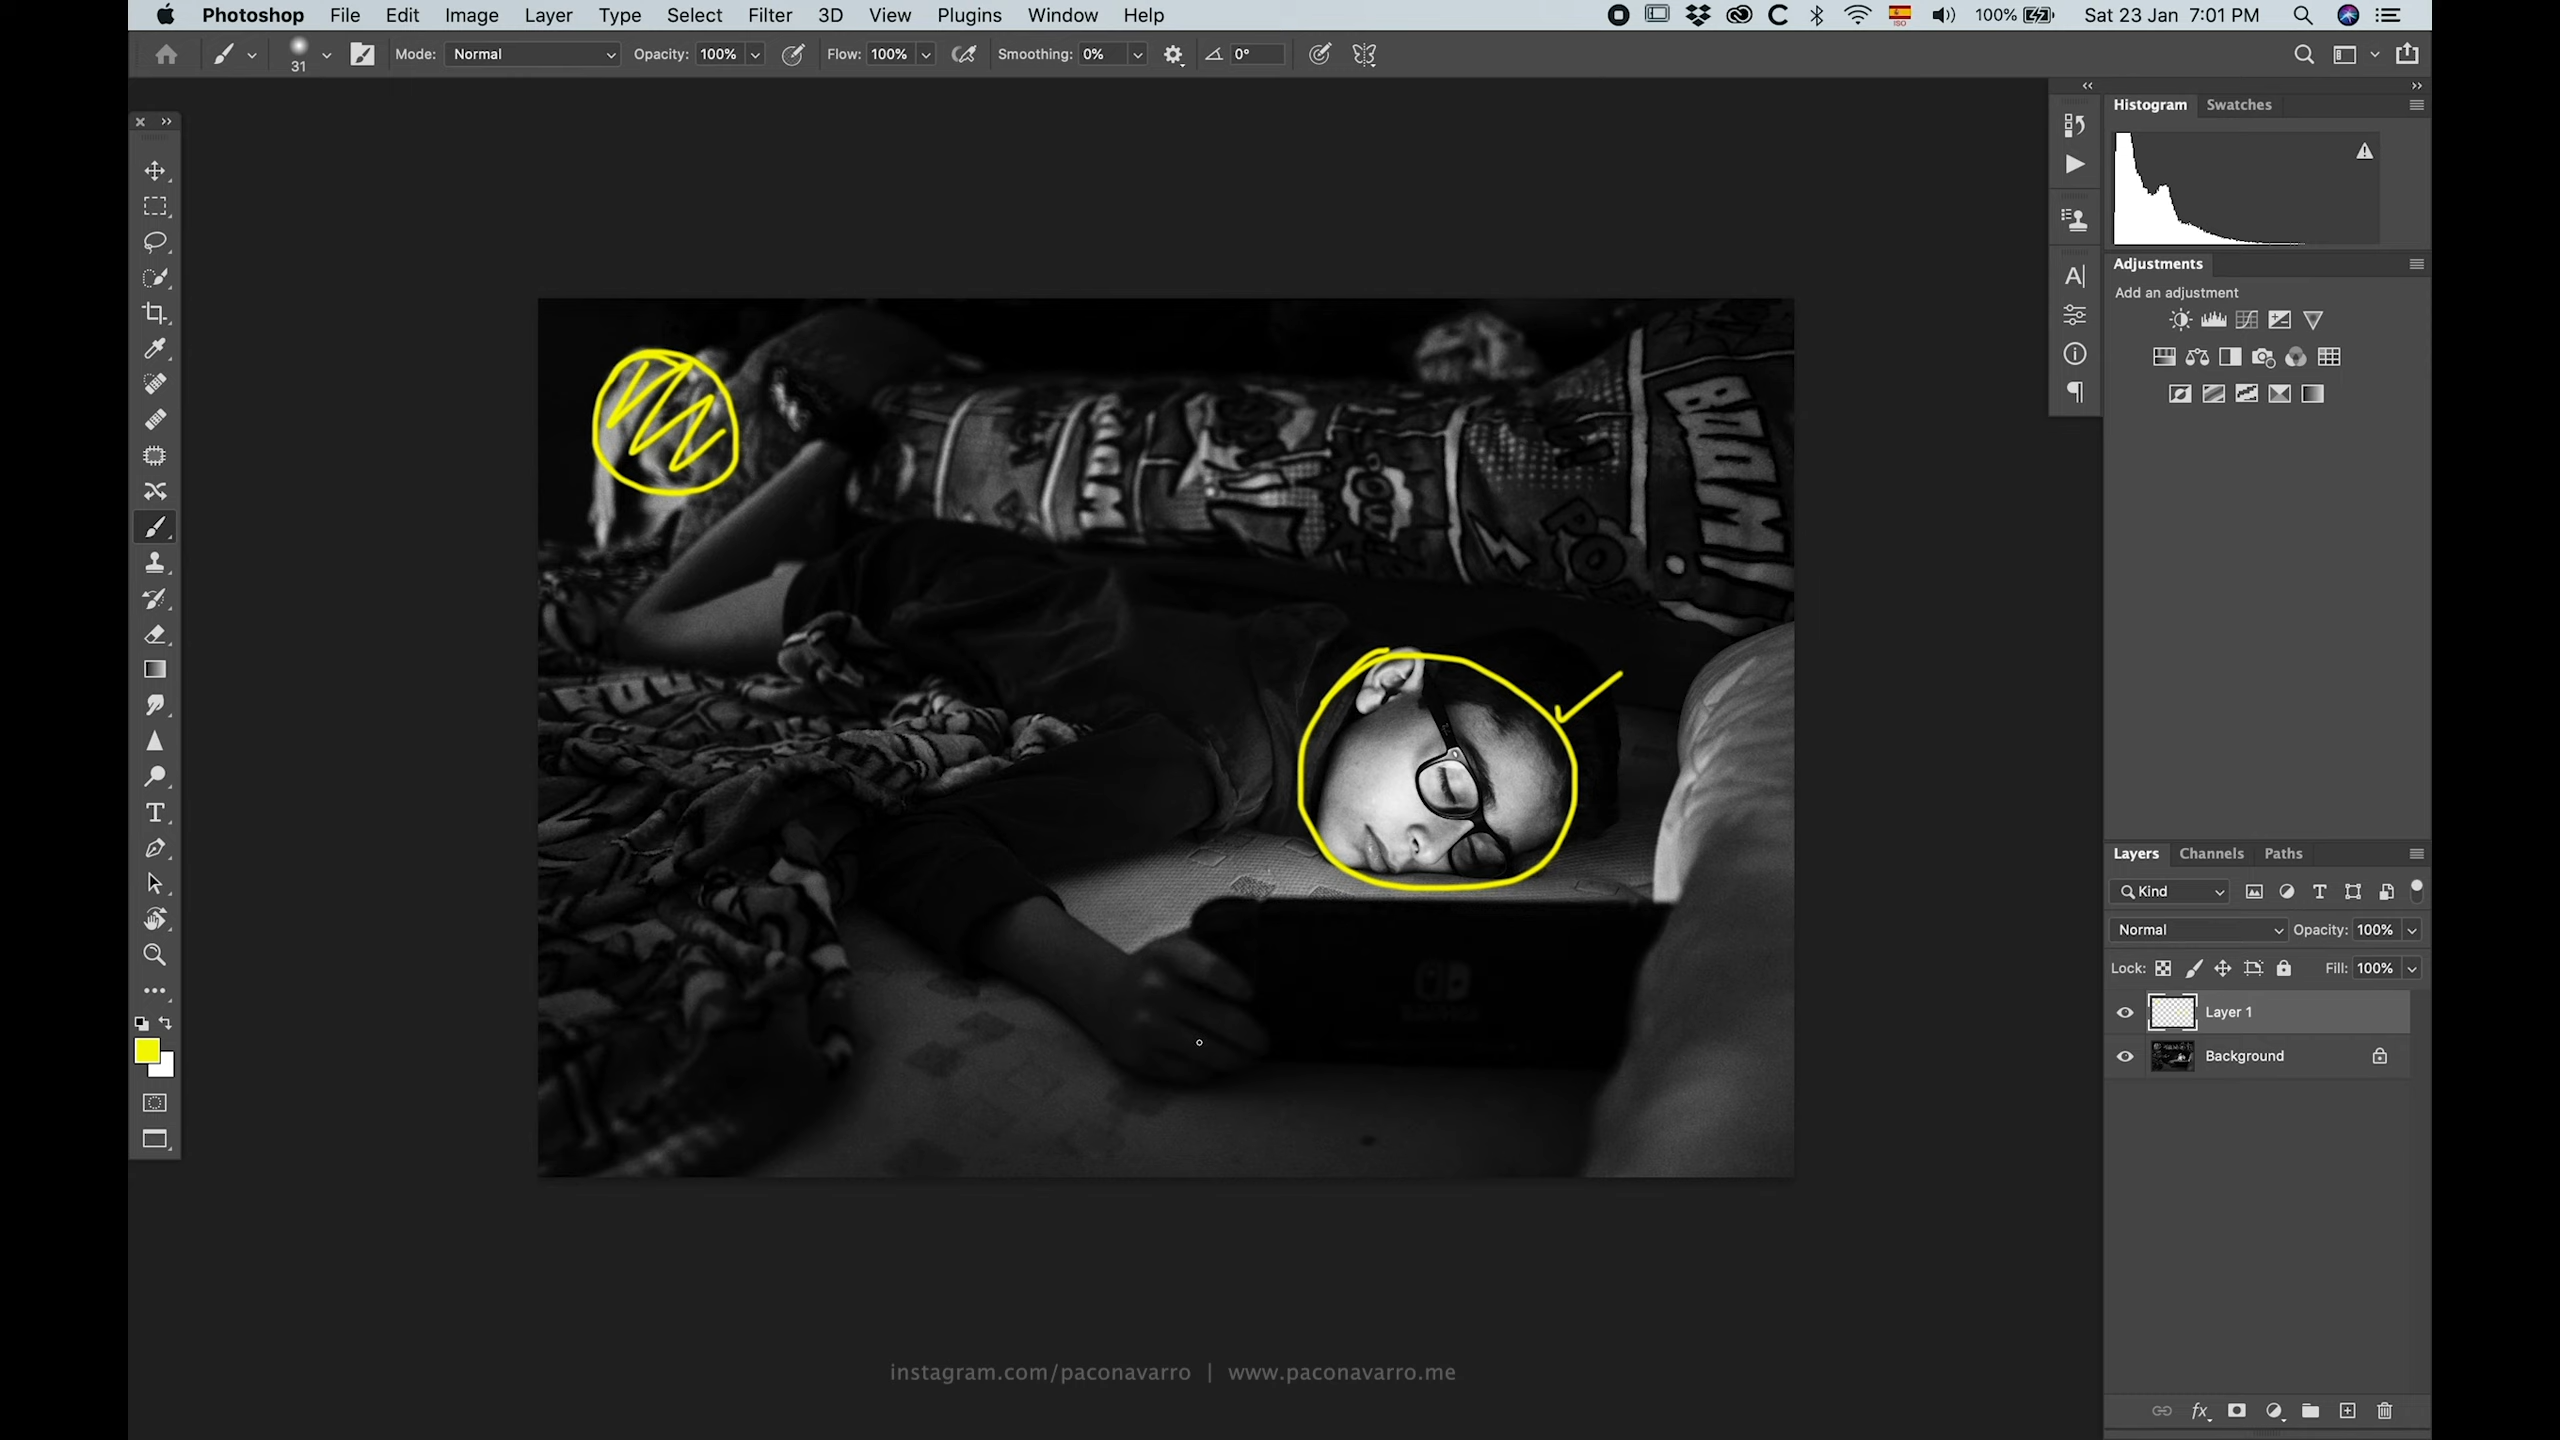 Photoshop File Edit Image Layer Type Select Filter 3D View Plugins Window Help 100% Sat 23 Jan 7:01 PM
ISO
31 Mode: Normal Opacity: 100% Flow: 100% Smoothing: 0% 0°
Histogram Swatches
Adjustments
Add an adjustment
BOOM!
Layers Channels Paths
Kind
Normal Opacity: 100%
Lock: Fill: 100%
Layer 1
Background
instagram.com/paconavarro | www.paconavarro.me